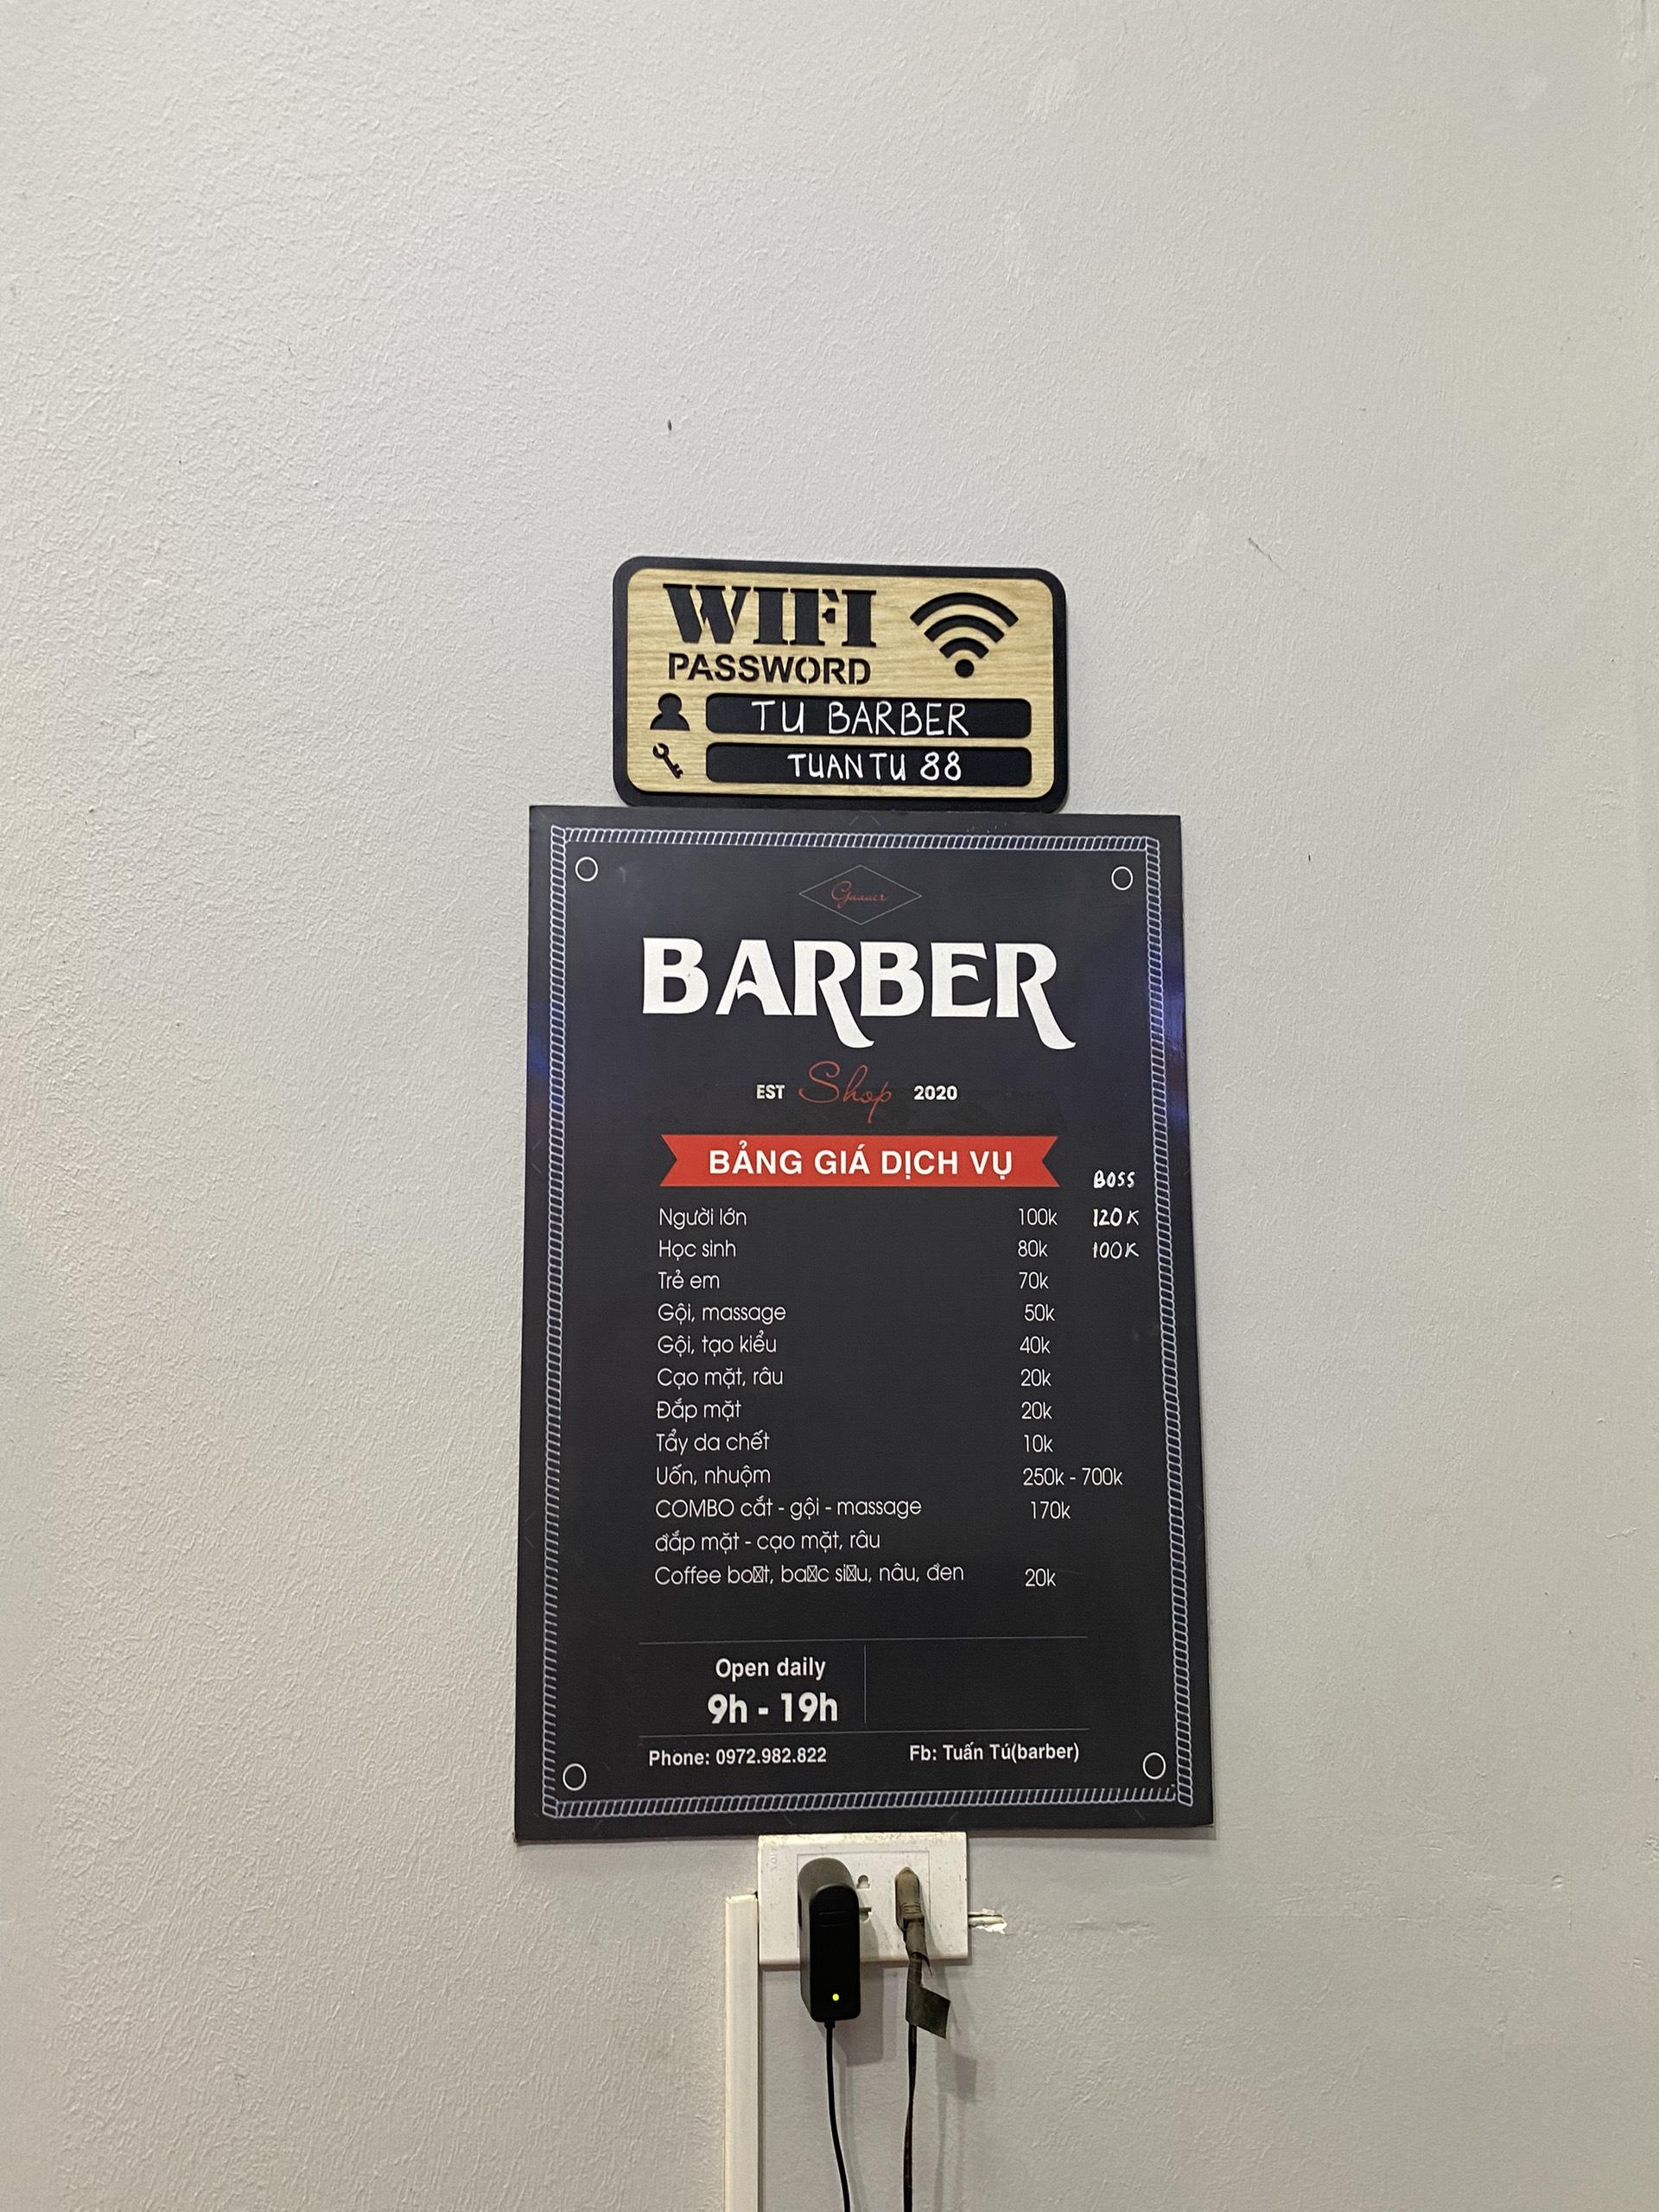 WIFI
PASSWORD
TU BARBER
TUANTU 88
BARBER
EST Shop 2020
BẢNG GIÁ DỊCH VỤ
BOSS
Người lớn 100k 120K
Học sinh 80k 100K
Trẻ em 70k
Gội, massage 50k
Gội, tạo kiểu 40k
Cạo mặt, râu 20k
Đắp mặt 20k
Tẩy da chết 10k
Uốn, nhuộm 250k - 700k
COMBO cắt - gội - massage 170k
đắp mặt - cạo mặt, râu
Coffee bo☒t, ba☒c si☒u, nâu, đen 20k
Open daily
9h - 19h
Phone: 0972.982.822 Fb: Tuấn Tú(barber)